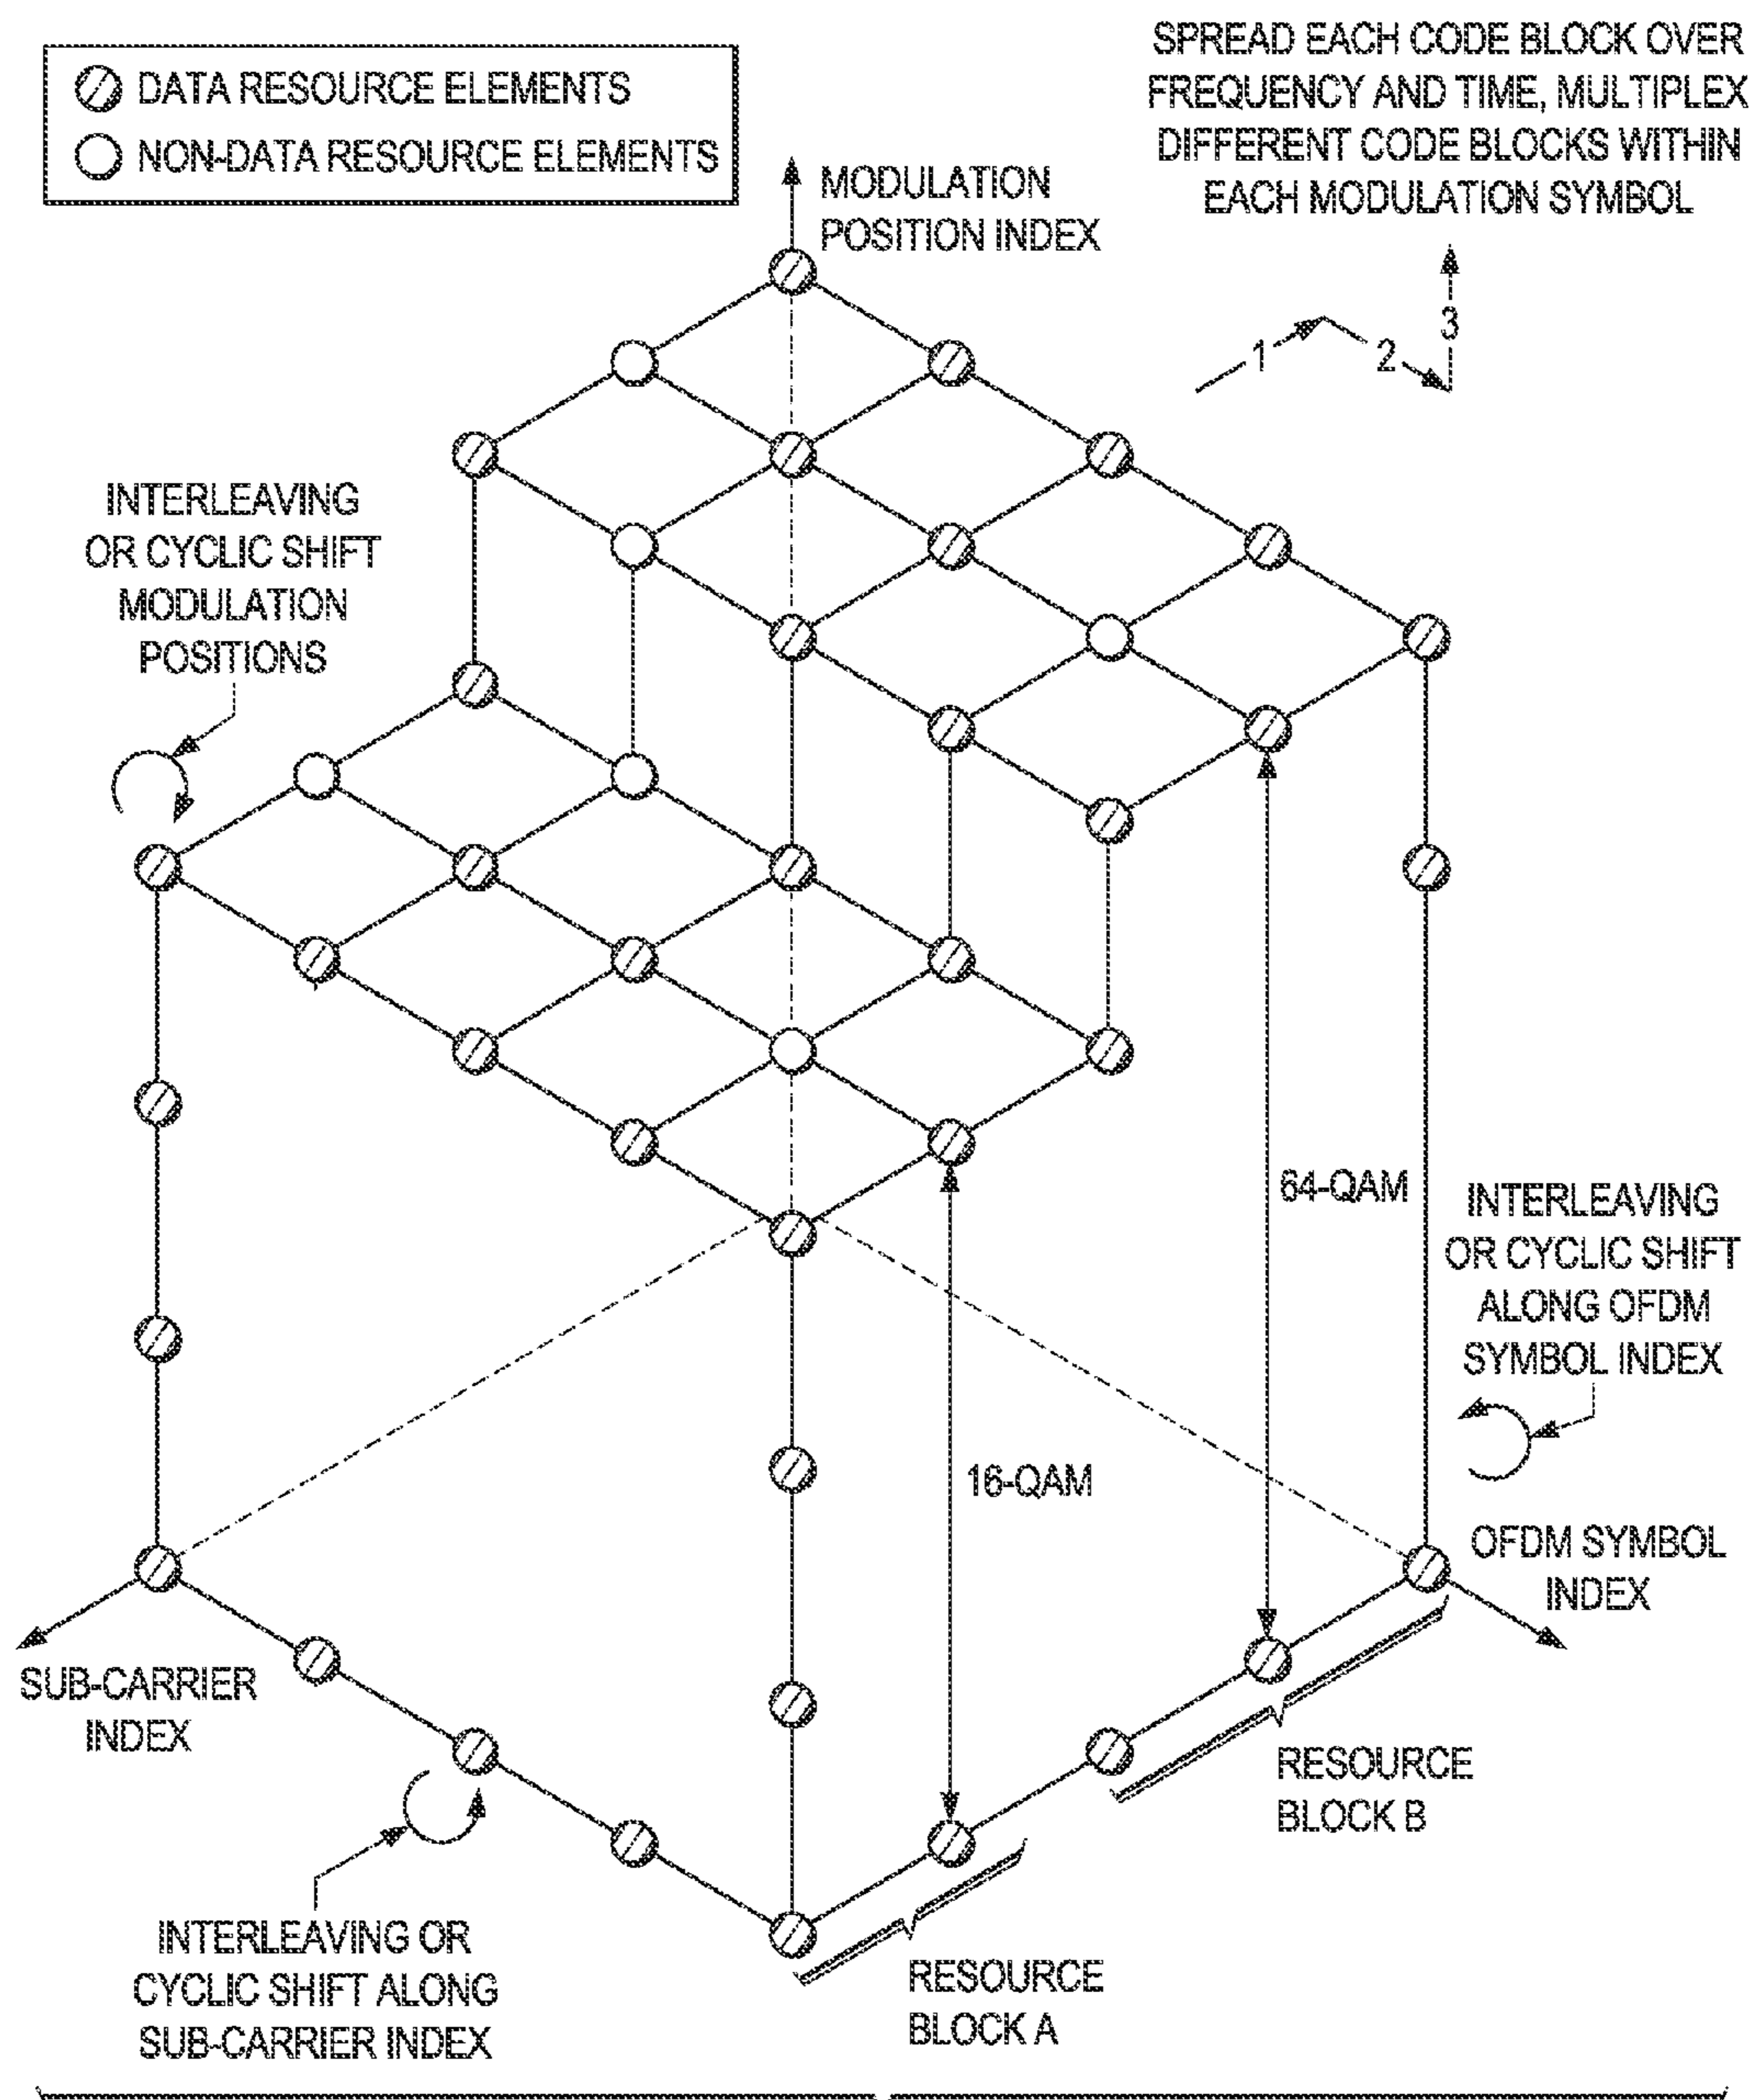 DATA RESOURCE ELEMENTS
NON-DATA RESOURCE ELEMENTS
SPREAD EACH CODE BLOCK OVER
FREQUENCY AND TIME, MULTIPLEX
DIFFERENT CODE BLOCKS WITHIN
EACH MODULATION SYMBOL
MODULATION
POSITION INDEX
1
2
3
INTERLEAVING
OR CYCLIC SHIFT
MODULATION
POSITIONS
64-QAM
INTERLEAVING
OR CYCLIC SHIFT
ALONG OFDM
SYMBOL INDEX
16-QAM
OFDM SYMBOL
INDEX
SUB-CARRIER
INDEX
RESOURCE
BLOCK B
INTERLEAVING OR
CYCLIC SHIFT ALONG
SUB-CARRIER INDEX
RESOURCE
BLOCK A